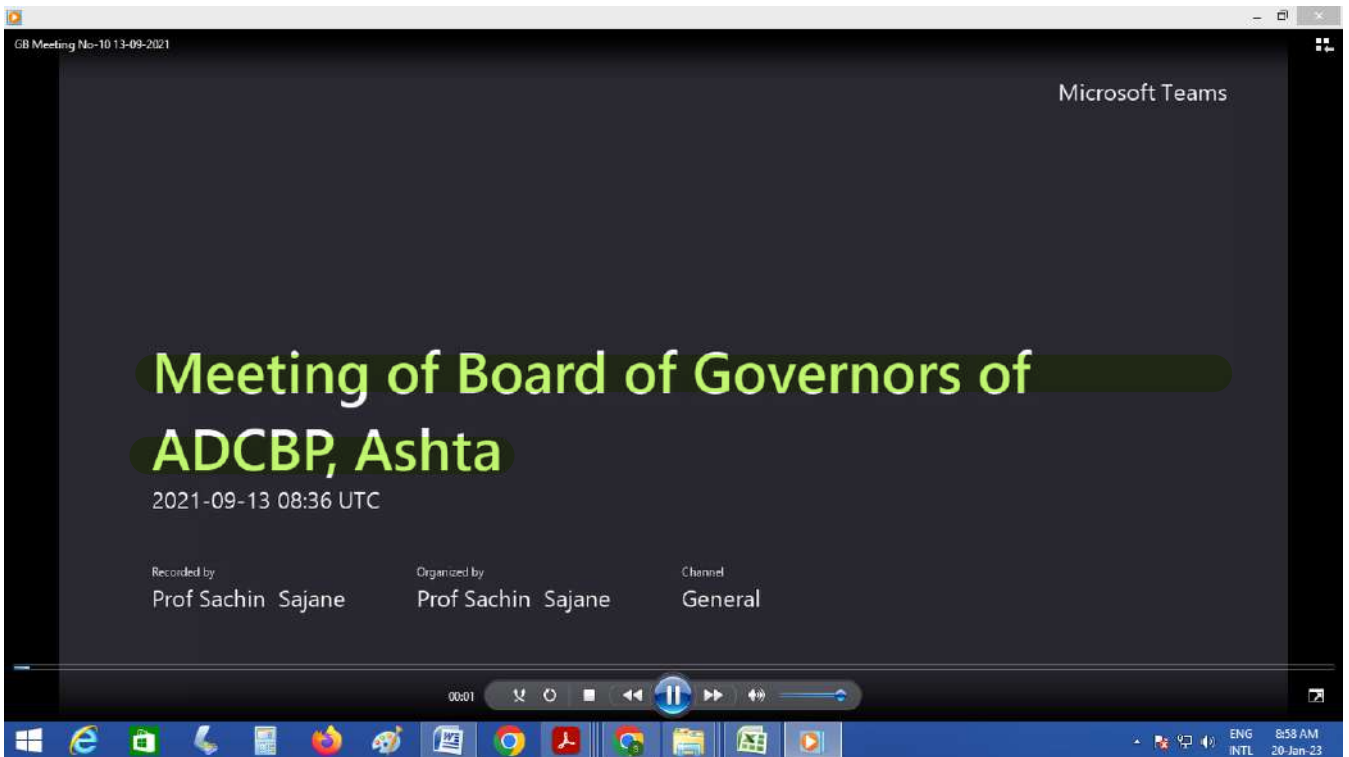 GB Meeting No-10 13-09-2021
Microsoft Teams
Meeting of Board of Governors of
ADCBP, Ashta
2021-09-13 08:36 UTC
Recorded by
Prof Sachin Sajane
Organized by
Prof Sachin Sajane
Channel
General
00:01
ENG
INTL
8:58 AM
20-Jan-23